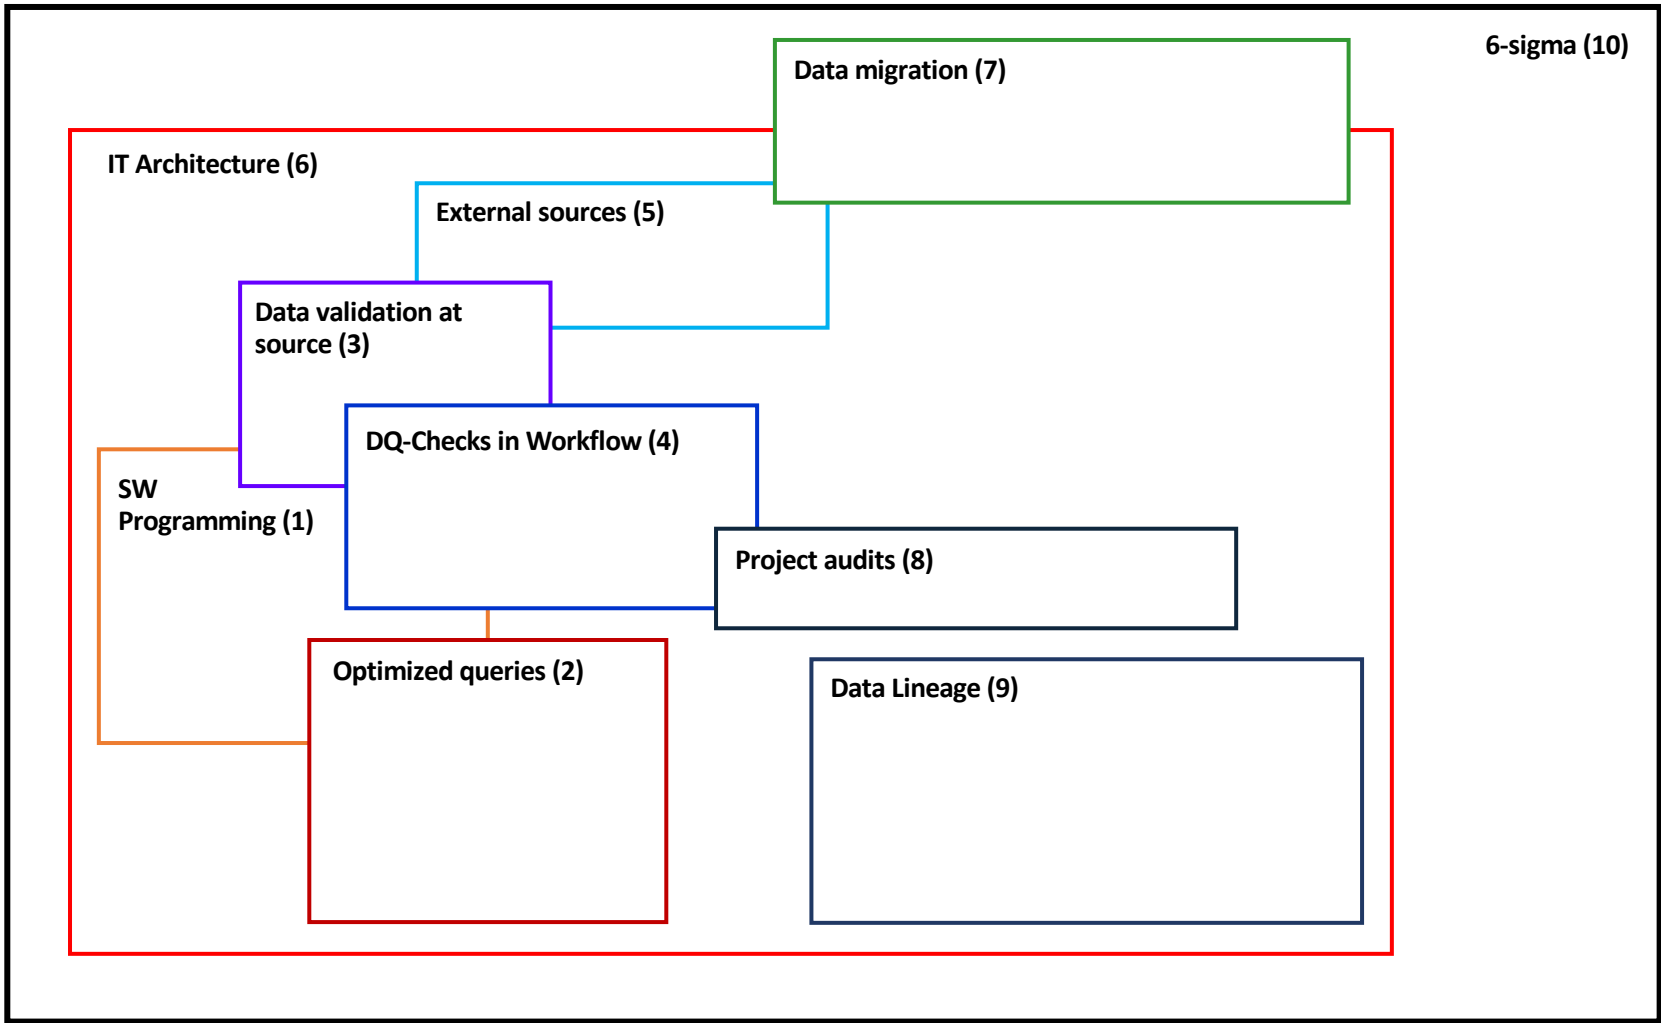 6-sigma (10)
Data migration (7)
IT Architecture (6)
External sources (5)
Data validation at
source (3)
DQ-Checks in Workflow (4)
SW
Programming (1)
Project audits (8)
Optimized queries (2)
Data Lineage (9)